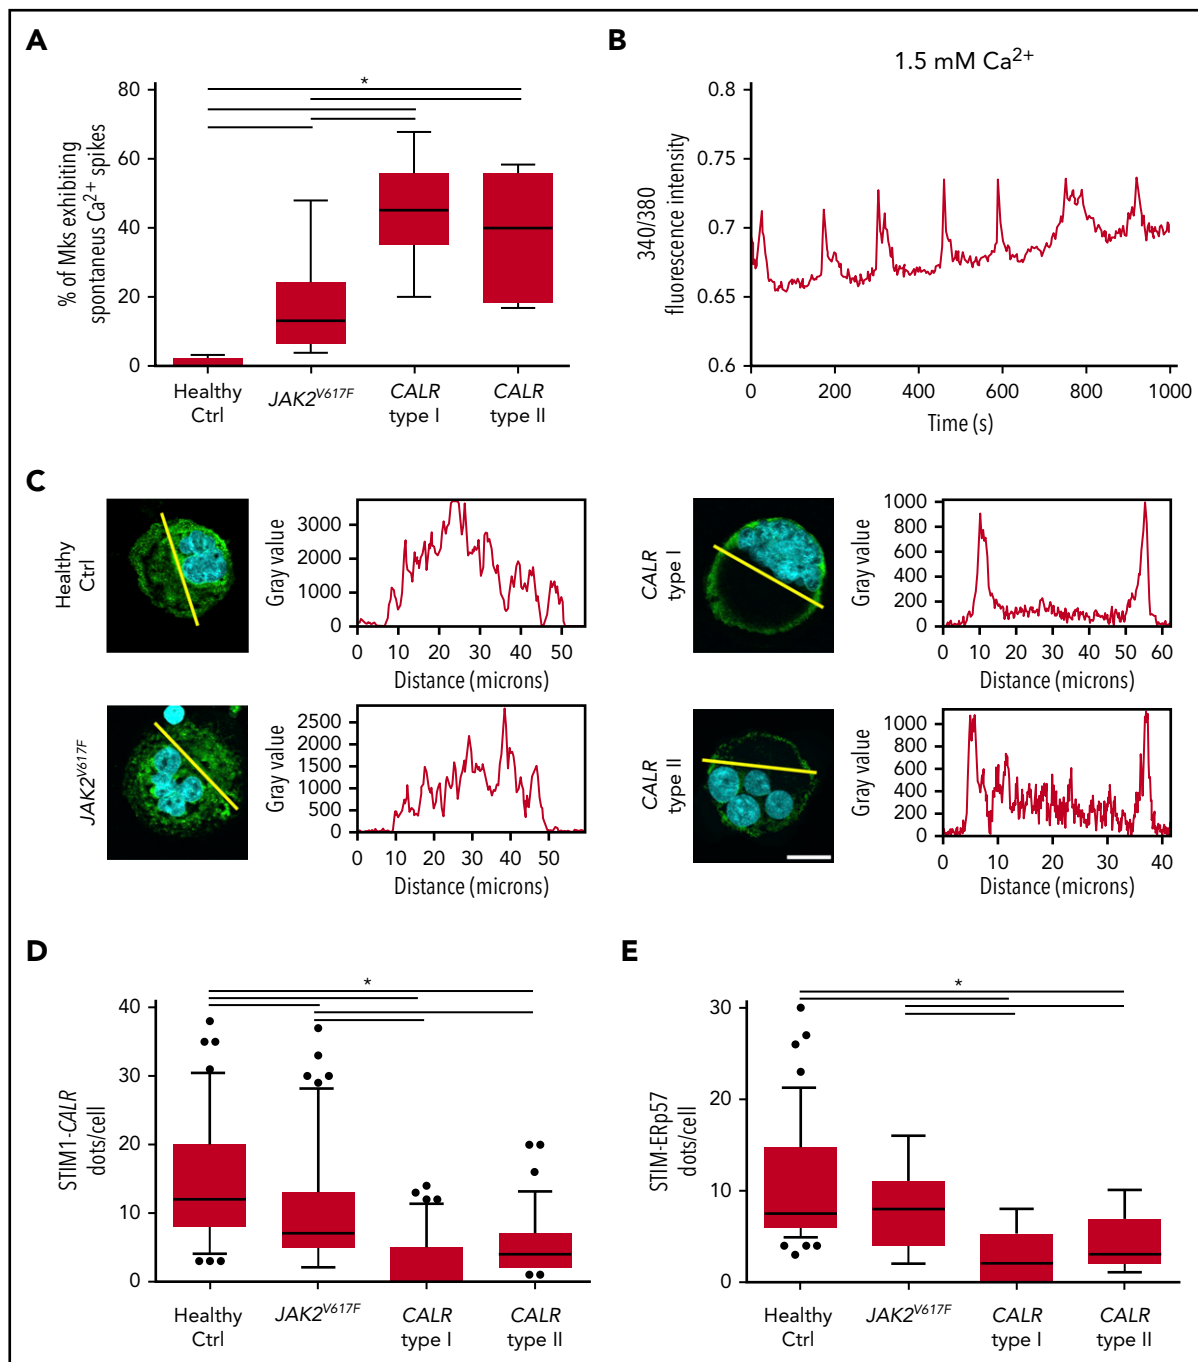 A
% of Mks exhibiting
spontaneus Ca2+ spikes
80
60
40
20
0
*
Healthy
Ctrl
JAK2V617F
CALR
type I
CALR
type II
B
1.5 mM Ca2+
340/380
fluorescence intensity
0.8
0.75
0.7
0.65
0.6
0
200
400
600
800
1000
Time (s)
C
Healthy
Ctrl
Gray value
3000
2000
1000
0
0
10
20
30
40
50
Distance (microns)
CALR
type I
Gray value
1000
800
600
400
200
0
0
10
20
30
40
50
60
Distance (microns)
JAK2V617F
Gray value
2500
2000
1500
1000
500
0
0
10
20
30
40
50
Distance (microns)
CALR
type II
Gray value
1000
800
600
400
200
0
0
10
20
30
40
Distance (microns)
D
STIM1-CALR
dots/cell
40
30
20
10
0
*
Healthy
Ctrl
JAK2V617F
CALR
type I
CALR
type II
E
STIM-ERp57
dots/cell
30
20
10
0
*
Healthy
Ctrl
JAK2V617F
CALR
type I
CALR
type II